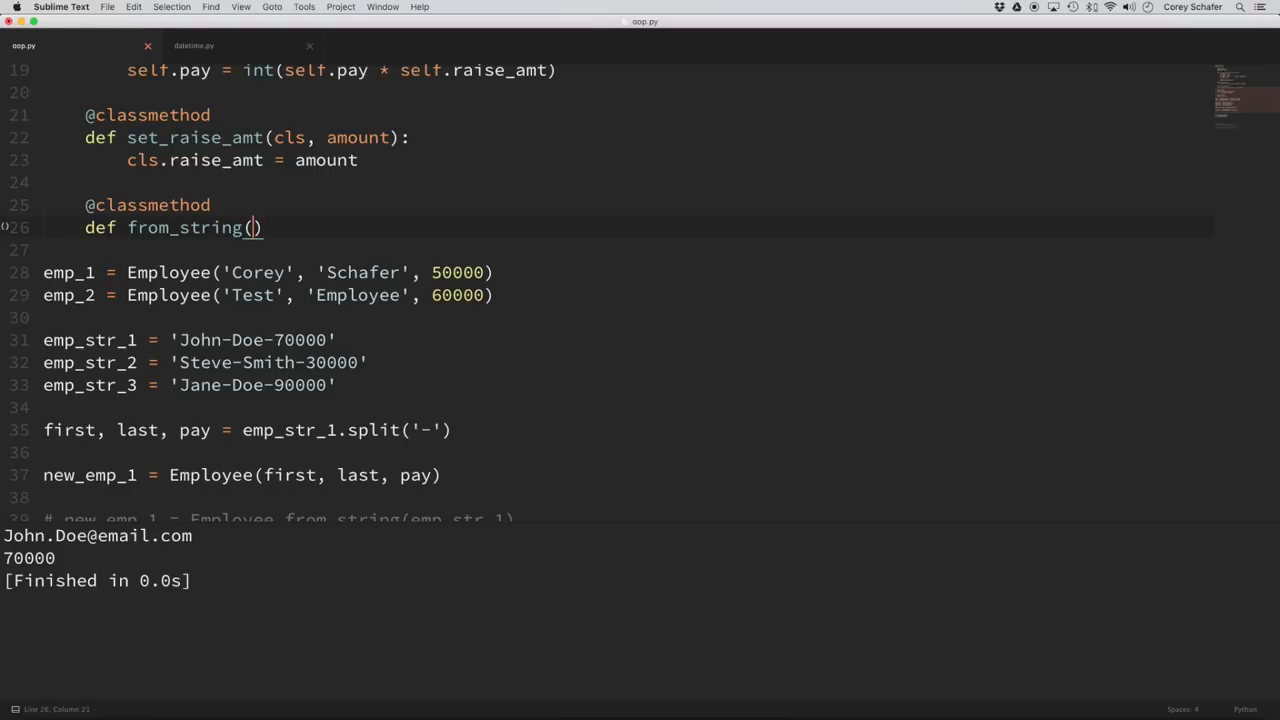 Sublime Text File Edit Selection Find View Goto Tools Project Window Help Corey Schafer
oop.py
oop.py datetime.py
19 self.pay = int(self.pay * self.raise_amt)
20
21 @classmethod
22 def set_raise_amt(cls, amount):
23 cls.raise_amt = amount
24
25 @classmethod
26 def from_string()
27
28 emp_1 = Employee('Corey', 'Schafer', 50000)
29 emp_2 = Employee('Test', 'Employee', 60000)
30
31 emp_str_1 = 'John-Doe-70000'
32 emp_str_2 = 'Steve-Smith-30000'
33 emp_str_3 = 'Jane-Doe-90000'
34
35 first, last, pay = emp_str_1.split('-')
36
37 new_emp_1 = Employee(first, last, pay)
38
39 # new_emp_1 = Employee.from_string(emp_str_1)
John.Doe@email.com
70000
[Finished in 0.0s]
Line 26, Column 21 Spaces: 4 Python